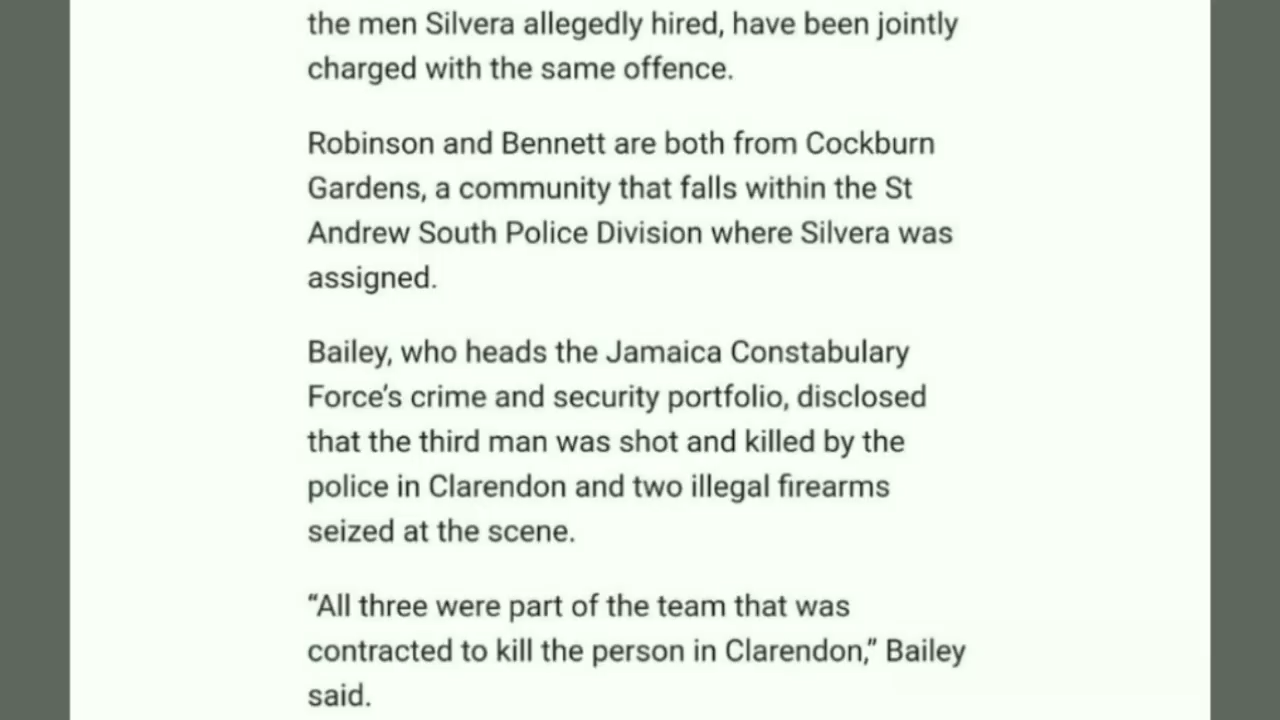 the men Silvera allegedly hired, have been jointly
charged with the same offence.
Robinson and Bennett are both from Cockburn
Gardens, a community that falls within the St
Andrew South Police Division where Silvera was
assigned.
Bailey, who heads the Jamaica Constabulary
Force’s crime and security portfolio, disclosed
that the third man was shot and killed by the
police in Clarendon and two illegal firearms
seized at the scene.
“All three were part of the team that was
contracted to kill the person in Clarendon,” Bailey
said.